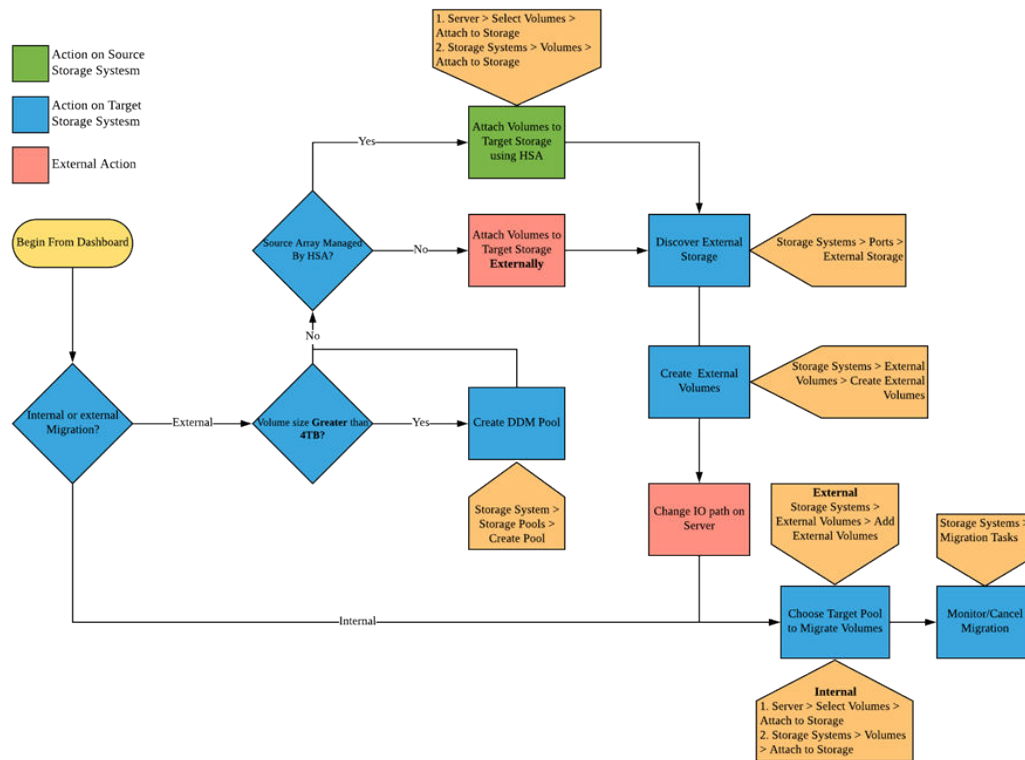 1. Server > Select Volumes >
Attach to Storage
2. Storage Systems > Volumes >
Attach to Storage
Action on Source
Storage Systesm
Action on Target
Storage Systesm
External Action
Yes
Attach Volumes to
Target Storage
using HSA
Begin From Dashboard
Source Array Managed
By HSA?
No
Attach Volumes to
Target Storage
Externally
Discover External
Storage
Storage Systems > Ports >
External Storage
No
Internal or external
Migration?
External
Volume size Greater than
4TB?
Yes
Create DDM Pool
Create External
Volumes
Storage Systems > External
Volumes > Create External
Volumes
Storage System >
Storage Pools >
Create Pool
Change IO path on
Server
External
Storage Systems >
External Volumes > Add
External Volumes
Storage Systems >
Migration Tasks
Internal
Choose Target Pool
to Migrate Volumes
Monitor/Cancel
Migration
Internal
1. Server > Select Volumes >
Attach to Storage
2. Storage Systems > Volumes
> Attach to Storage